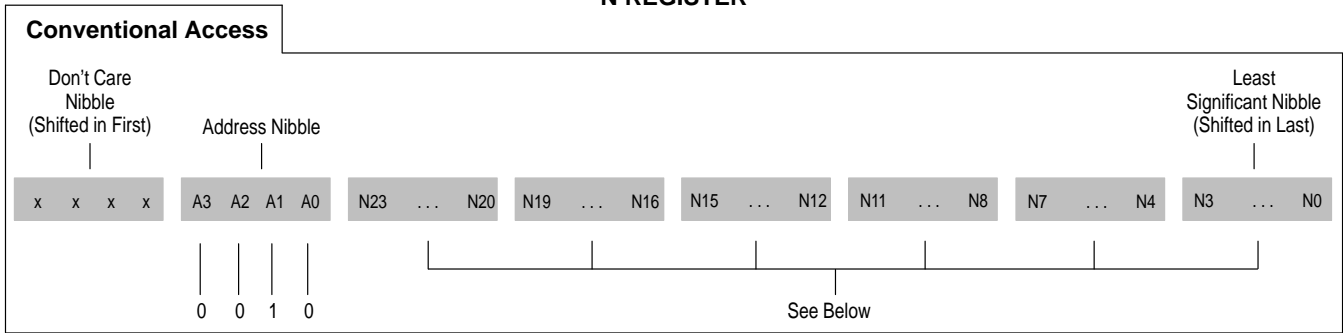 N REGISTER
Conventional Access
Don't Care
Nibble
(Shifted in First)
Address Nibble
Least
Significant Nibble
(Shifted in Last)
x x x x A3 A2 A1 A0 N23 ... N20 N19 ... N16 N15 ... N12 N11 ... N8 N7 ... N4 N3 ... N0
0 0 1 0
See Below